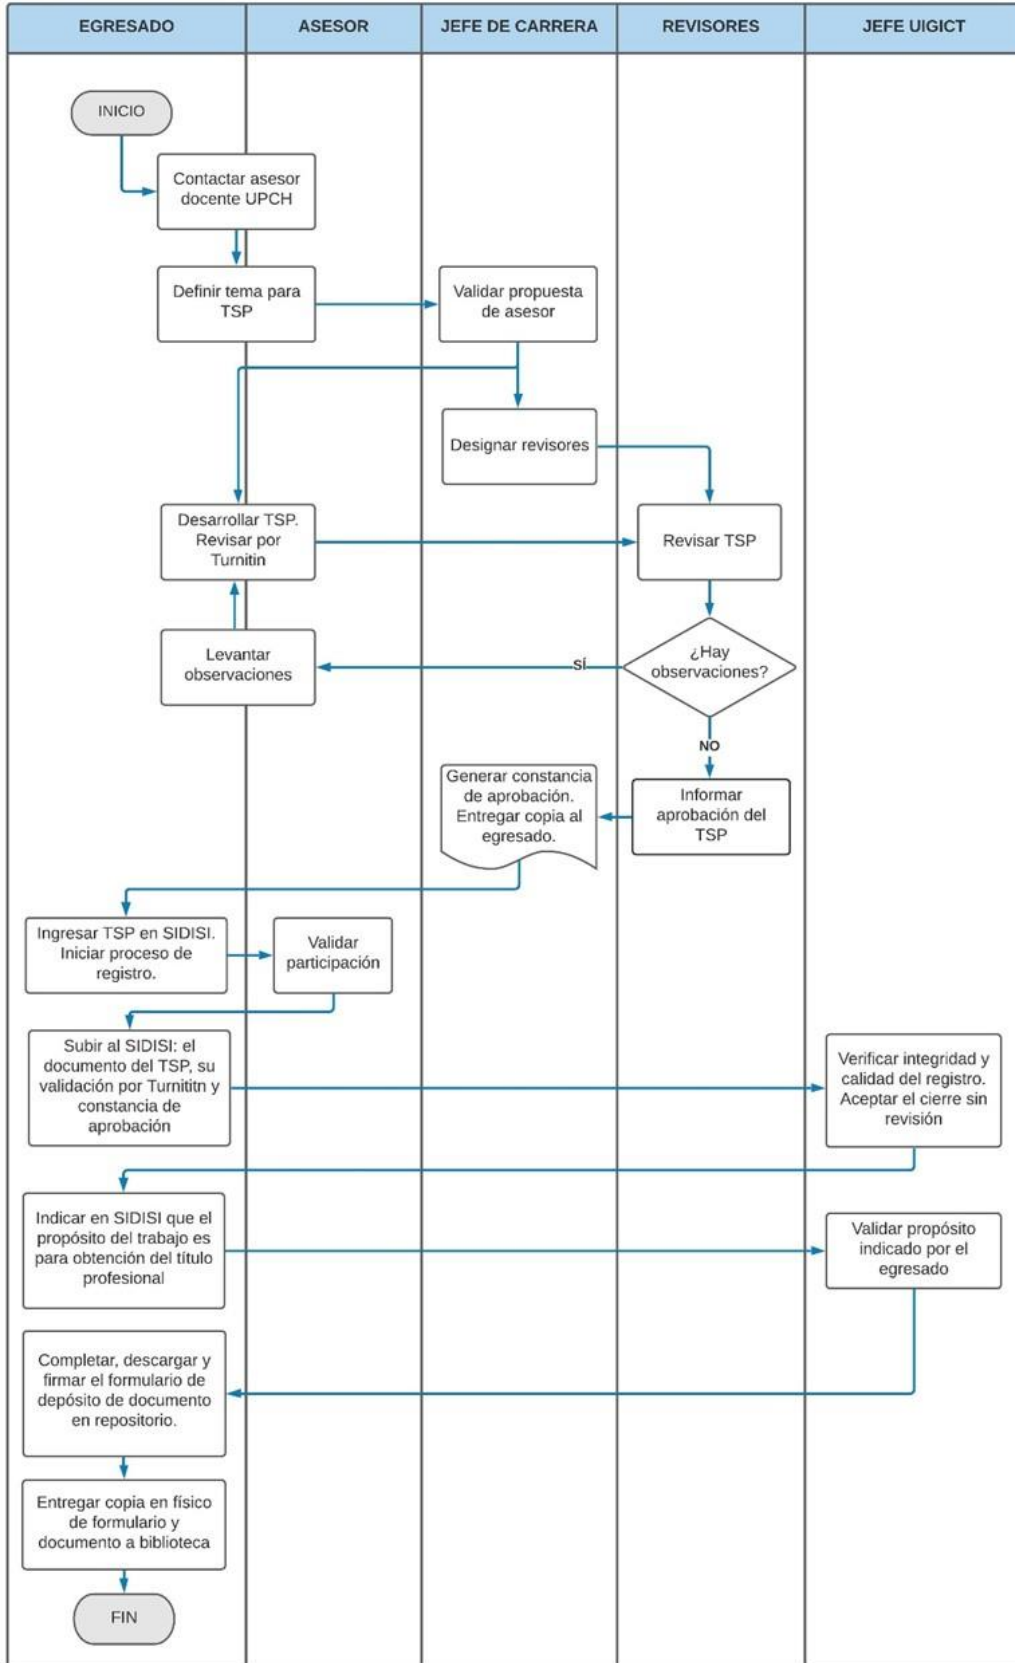 EGRESADO
ASESOR
JEFE DE CARRERA
REVISORES
JEFE UIGICT
INICIO
Contactar asesor
docente UPCH
Definir tema para
TSP
Validar propuesta
de asesor
Designar revisores
Desarrollar TSP.
Revisar por
Turnitin
Revisar TSP
Levantar
observaciones
SÍ
¿Hay
observaciones?
NO
Generar constancia
de aprobación.
Entregar copia al
egresado.
Informar
aprobación del
TSP
Ingresar TSP en SIDISI.
Iniciar proceso de
registro.
Validar
participación
Subir al SIDISI: el
documento del TSP, su
validación por Turnititn y
constancia de
aprobación
Verificar integridad y
calidad del registro.
Aceptar el cierre sin
revisión
Indicar en SIDISI que el
propósito del trabajo es
para obtención del título
profesional
Validar propósito
indicado por el
egresado
Completar, descargar y
firmar el formulario de
depósito de documento
en repositorio.
Entregar copia en físico
de formulario y
documento a biblioteca
FIN